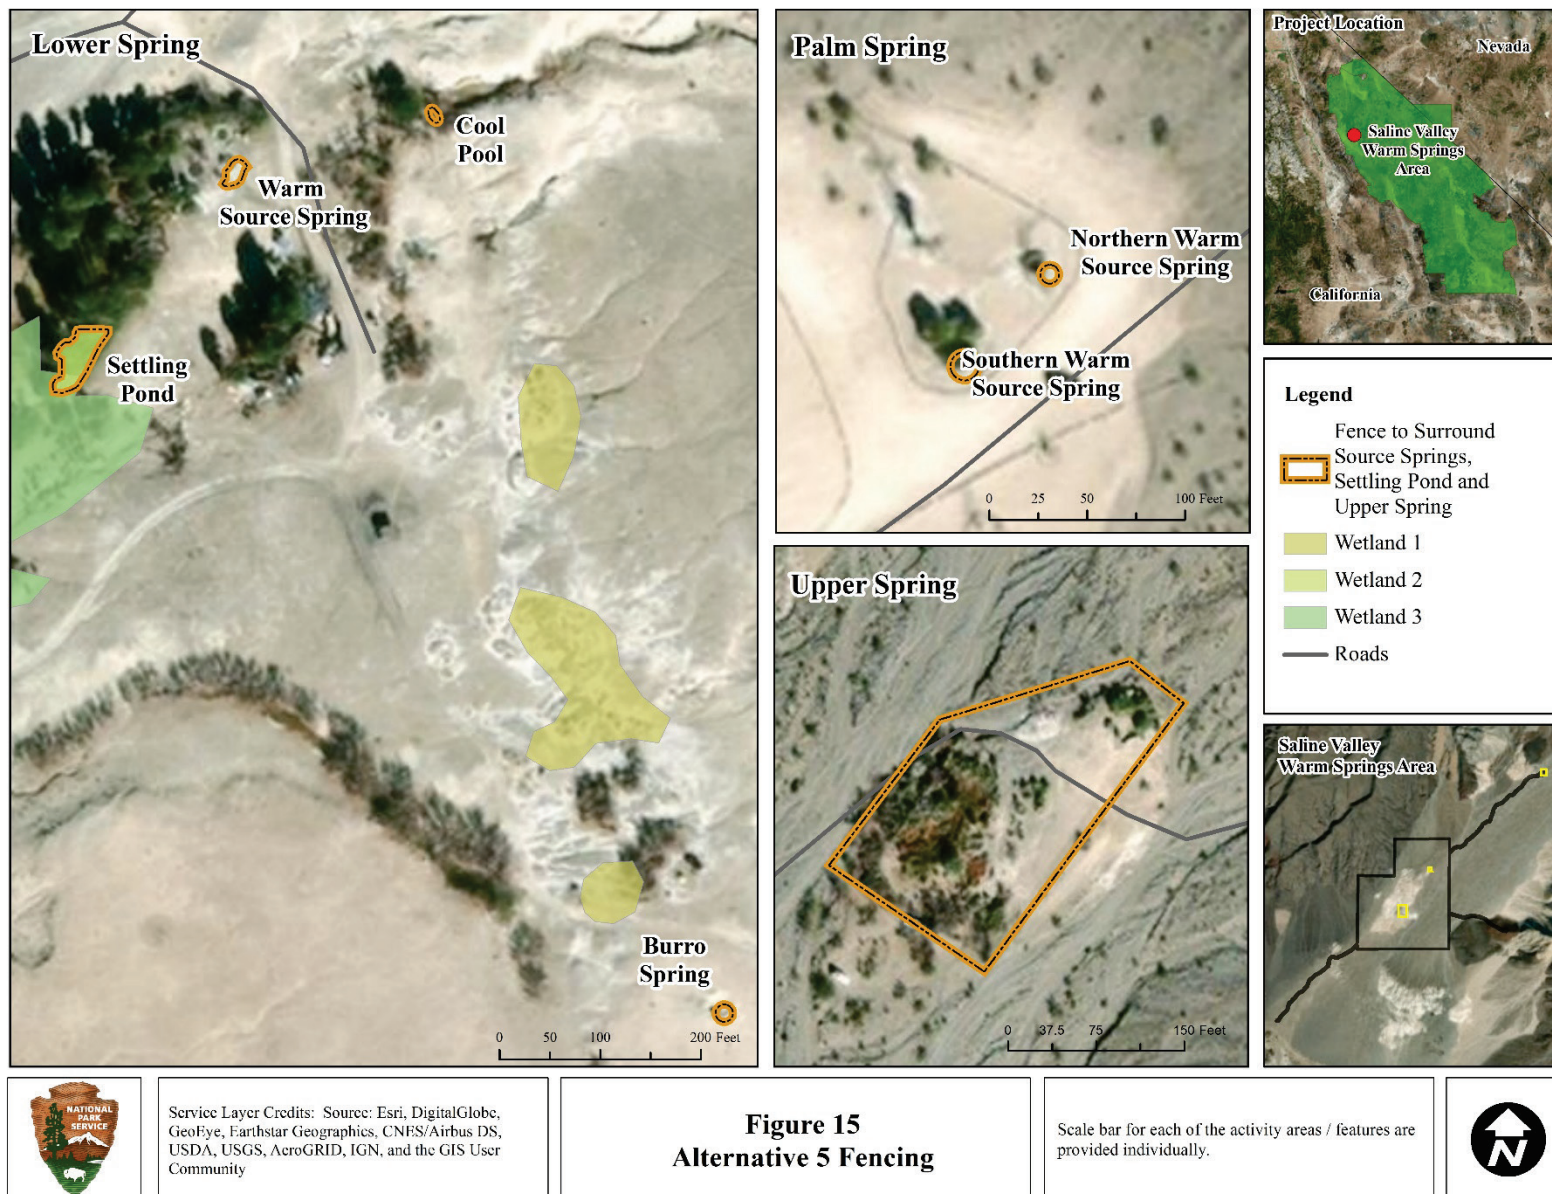 Lower Spring
Cool
Pool
Warm
Source Spring
Settling
Pond
Burro
Spring
0 50 100 200 Feet
Palm Spring
Northern Warm
Source Spring
Southern Warm
Source Spring
0 25 50 100 Feet
Upper Spring
0 37.5 75 150 Feet
Project Location
Nevada
Saline Valley
Warm Springs
Area
California
Legend
Fence to Surround
Source Springs,
Settling Pond and
Upper Spring
Wetland 1
Wetland 2
Wetland 3
Roads
Saline Valley
Warm Springs Area
NATIONAL
PARK
SERVICE
Service Layer Credits: Source: Esri, DigitalGlobe,
GeoEye, Earthstar Geographics, CNES/Airbus DS,
USDA, USGS, AeroGRID, IGN, and the GIS User
Community
Figure 15
Alternative 5 Fencing
Scale bar for each of the activity areas / features are
provided individually.
N